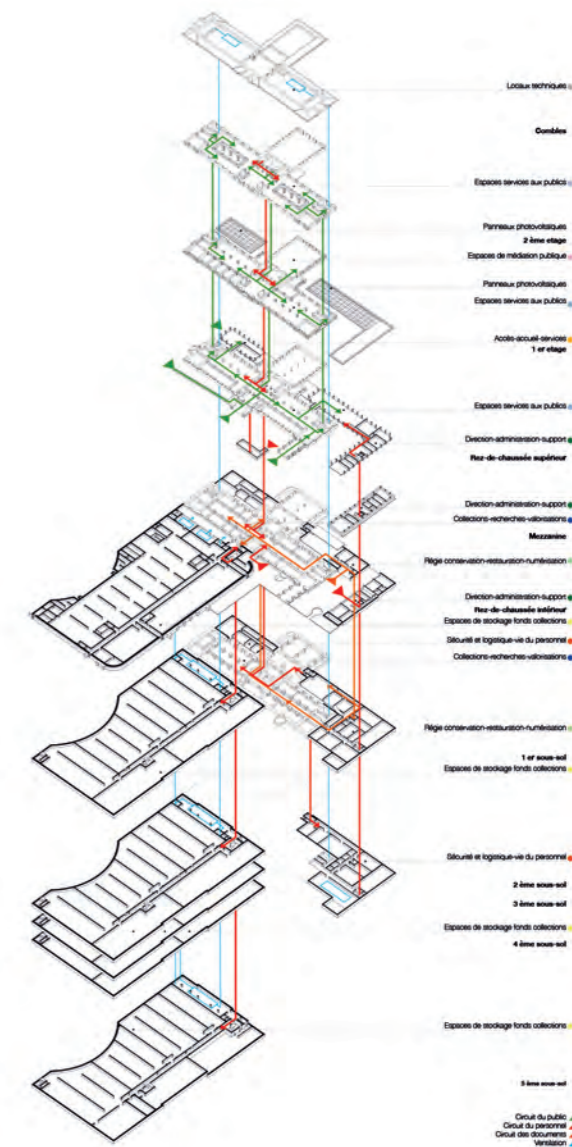 Locaux techniques
Combles
Espaces services aux publics
Panneaux photovoltaïques
2 ème etage
Espaces de médiation publique
Panneaux photovoltaïques
Espaces services aux publics
Accès-accueil-services
1 er etage
Espaces services aux publics
Direction-administration-support
Rez-de-chaussée supérieur
Direction-administration-support
Collections-recherches-valorisations
Mezzanine
Régie conservation-restauration-numérisation
Direction-administration-support
Rez-de-chaussée inférieur
Espaces de stockage fonds collections
Sécurité et logistique-vie du personnel
Collections-recherches-valorisations
Régie conservation-restauration-numérisation
1 er sous-sol
Espaces de stockage fonds collections
Sécurité et logistique-vie du personnel
2 ème sous-sol
3 ème sous-sol
Espaces de stockage fonds collections
4 ème sous-sol
Espaces de stockage fonds collections
5 ème sous-sol
Circuit du public
Circuit du personnel
Circuit des documents
Ventilation